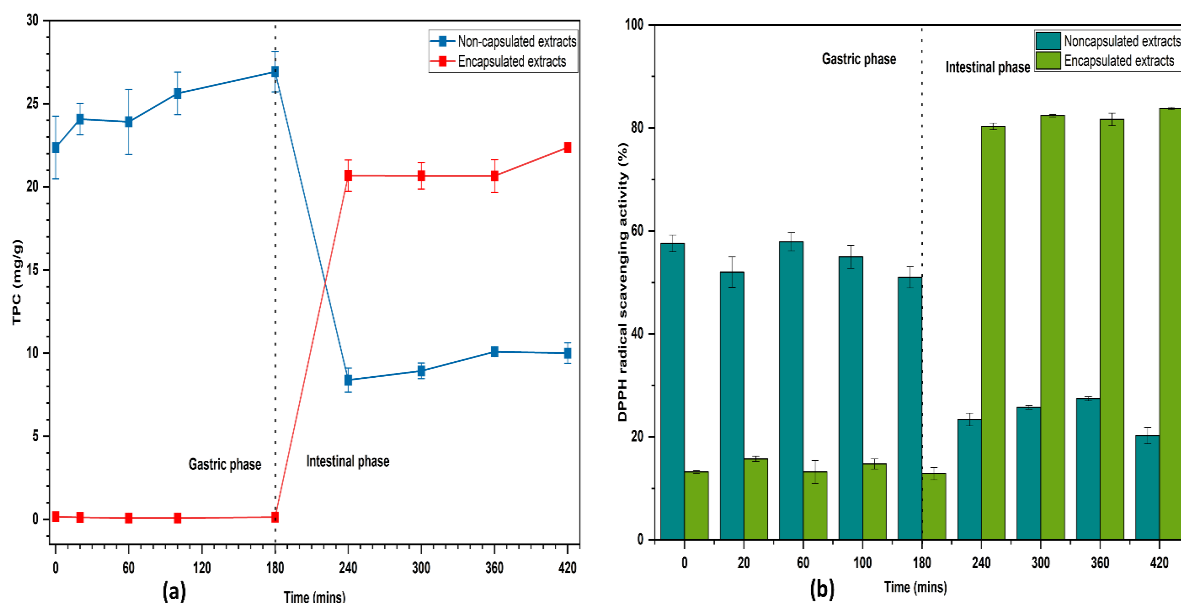 30
25
20
15
10
5
0
TPC (mg/g)
Non-capsulated extracts
Encapsulated extracts
Gastric phase
Intestinal phase
0 60 120 180 240 300 360 420
(a)
Time (mins)
100
80
60
40
20
0
DPPH radical scavenging activity (%)
Noncapsulated extracts
Encapsulated extracts
Gastric phase
Intestinal phase
0 20 60 100 180 240 300 360 420
(b)
Time (mins)